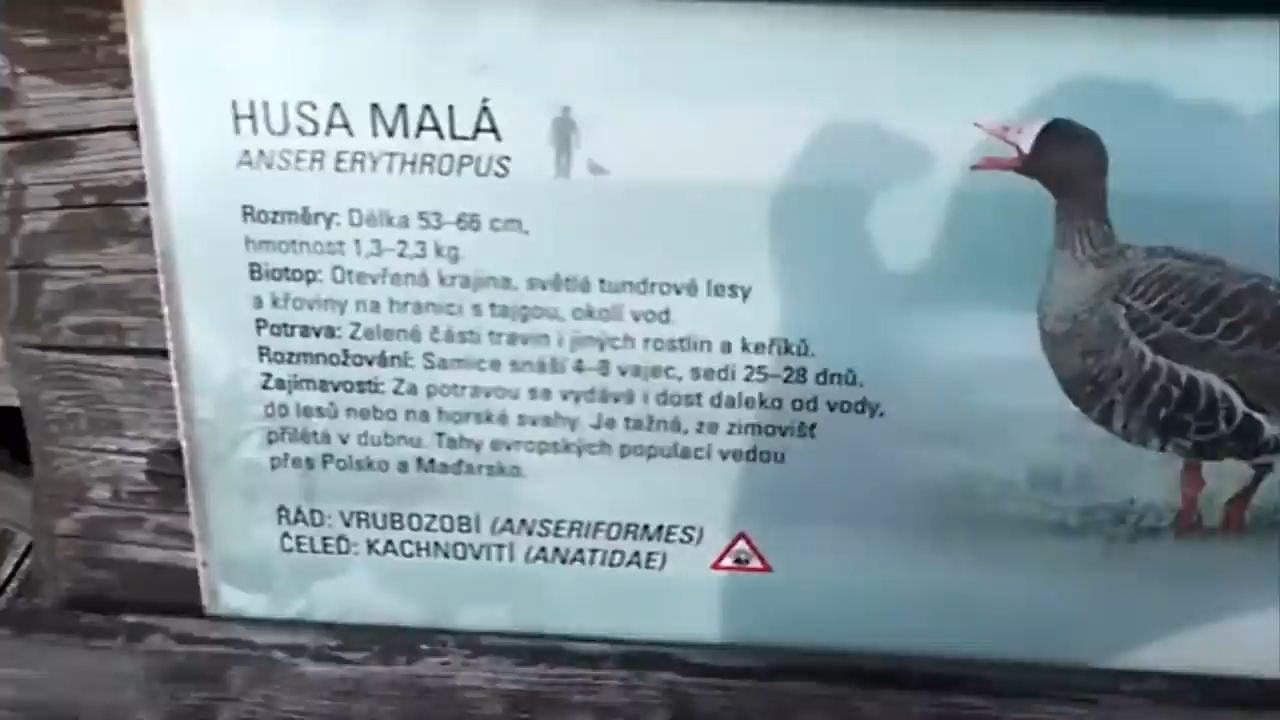 HUSA MALÁ
ANSER ERYTHROPUS
Rozměry: Délka 53–66 cm,
hmotnost 1,3–2,3 kg.
Biotop: Otevřená krajina, světlé tundrové lesy
a křoviny na hranici s tajgou, okolí vod.
Potrava: Zelené části travin i jiných rostlin a keříků.
Rozmnožování: Samice snáší 4–8 vajec, sedí 25–28 dnů.
Zajímavosti: Za potravou se vydává i dost daleko od vody,
do lesů nebo na horské svahy. Je tažná, ze zimovišť
přilétá v dubnu. Tahy evropských populací vedou
přes Polsko a Maďarsko.
ŘÁD: VRUBOZOBÍ (ANSERIFORMES)
ČELEĎ: KACHNOVITÍ (ANATIDAE)